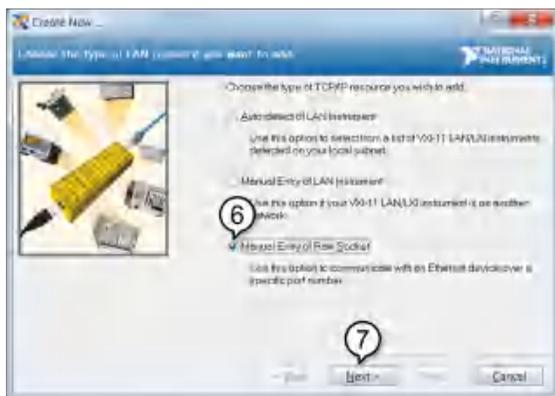 Create New ...
Choose the type of LAN resource you want to add.
NATIONAL
INSTRUMENTS
Choose the type of TCP/IP resource you wish to add.
Auto-detect of LAN Instrument
Use this option to select from a list of VXI-11 LAN/LXI instruments
detected on your local subnet.
Manual Entry of LAN Instrument
Use this option if your VXI-11 LAN/LXI instrument is on another
network.
6
Manual Entry of Raw Socket
Use this option to communicate with an Ethernet device over a
specific port number.
7
Next >
Cancel